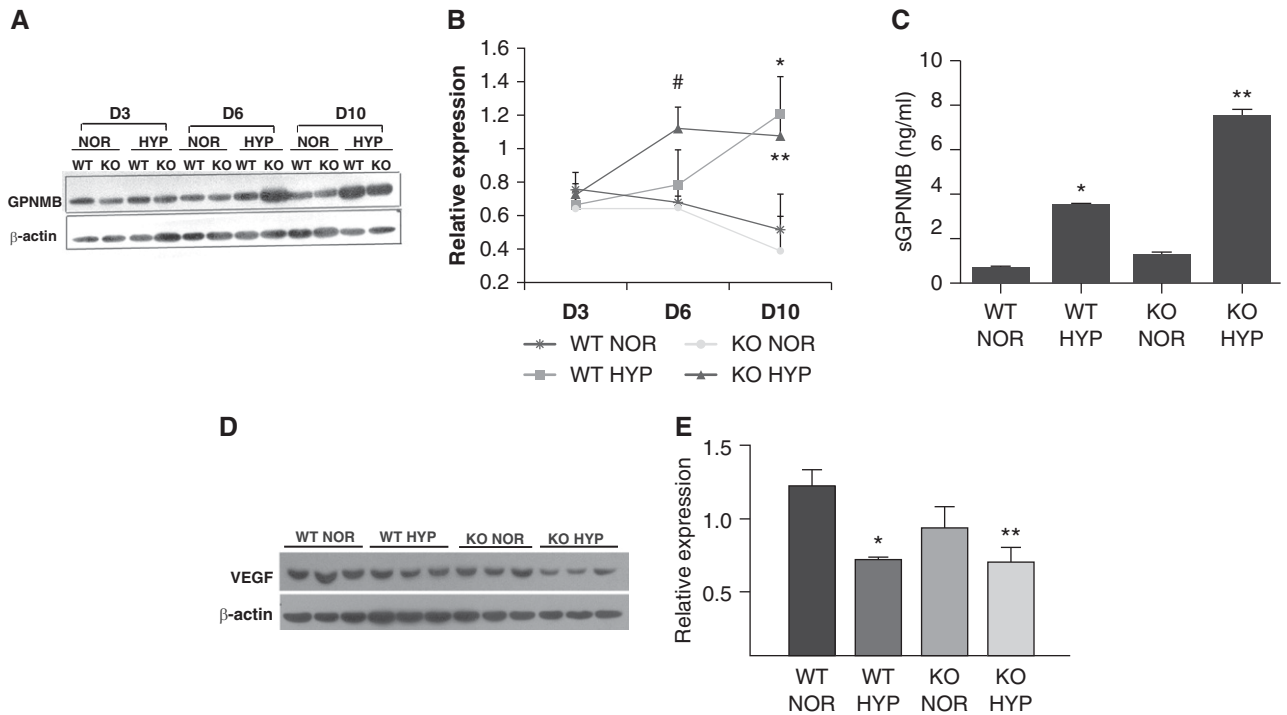 A
D3 D6 D10
NOR HYP NOR HYP NOR HYP
WT KO WT KO WT KO WT KO WT KO WT KO
GPNMB
β-actin
B
Relative expression
1.6
1.4
1.2
1.0
0.8
0.6
0.4
0.2
#
*
**
D3 D6 D10
WT NOR KO NOR
WT HYP KO HYP
C
sGPNMB (ng/ml)
10
8
6
4
2
0
*
**
WT WT KO KO
NOR HYP NOR HYP
D
WT NOR WT HYP KO NOR KO HYP
VEGF
β-actin
E
Relative expression
1.5
1.0
0.5
*
**
WT WT KO KO
NOR HYP NOR HYP